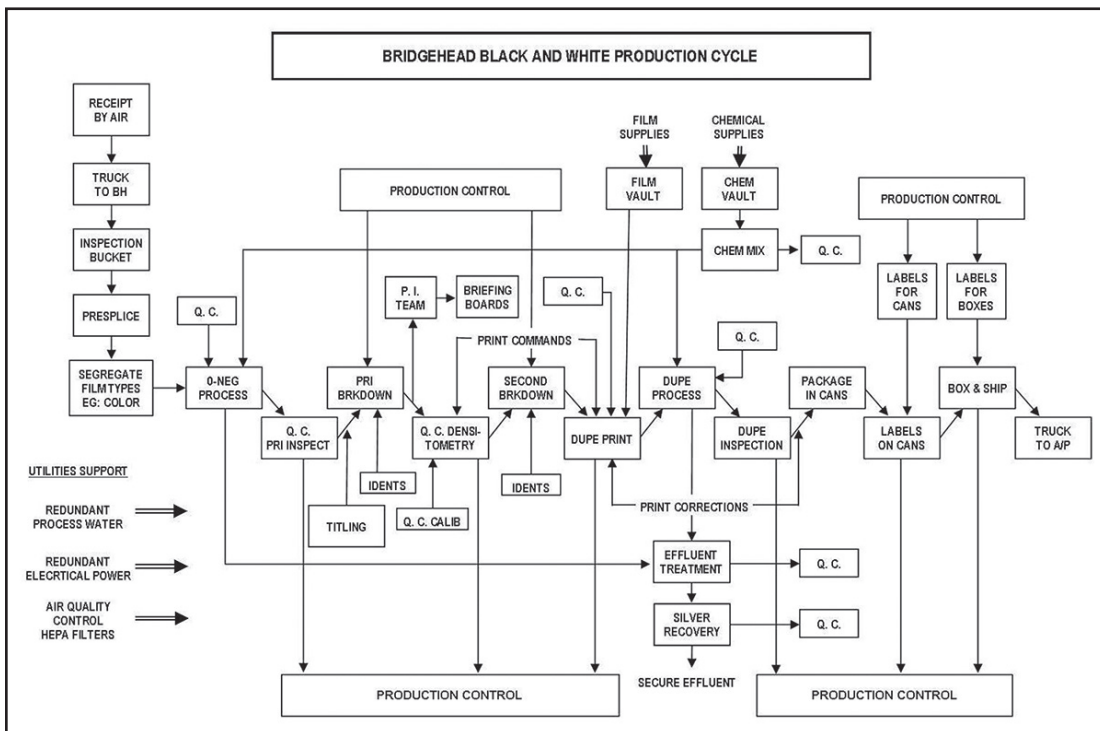 BRIDGEHEAD BLACK AND WHITE PRODUCTION CYCLE
RECEIPT
BY AIR
TRUCK
TO BH
INSPECTION
BUCKET
PRESPLICE
SEGREGATE
FILM TYPES
EG: COLOR
Q. C.
0-NEG
PROCESS
Q. C.
PRI INSPECT
PRODUCTION CONTROL
PRI
BRKDOWN
IDENTS
TITLING
P. I.
TEAM
BRIEFING
BOARDS
Q. C. DENSI-
TOMETRY
Q. C. CALIB
PRINT COMMANDS
SECOND
BRKDOWN
IDENTS
Q. C.
FILM
SUPPLIES
FILM
VAULT
DUPE PRINT
CHEMICAL
SUPPLIES
CHEM
VAULT
CHEM MIX
Q. C.
Q. C.
DUPE
PROCESS
DUPE
INSPECTION
PRINT CORRECTIONS
PACKAGE
IN CANS
PRODUCTION CONTROL
LABELS
FOR
CANS
LABELS
FOR
BOXES
LABELS
ON CANS
BOX & SHIP
TRUCK
TO A/P
EFFLUENT
TREATMENT
Q. C.
SILVER
RECOVERY
Q. C.
SECURE EFFLUENT
UTILITIES SUPPORT
REDUNDANT
PROCESS WATER
REDUNDANT
ELECRTICAL POWER
AIR QUALITY
CONTROL
HEPA FILTERS
PRODUCTION CONTROL
PRODUCTION CONTROL